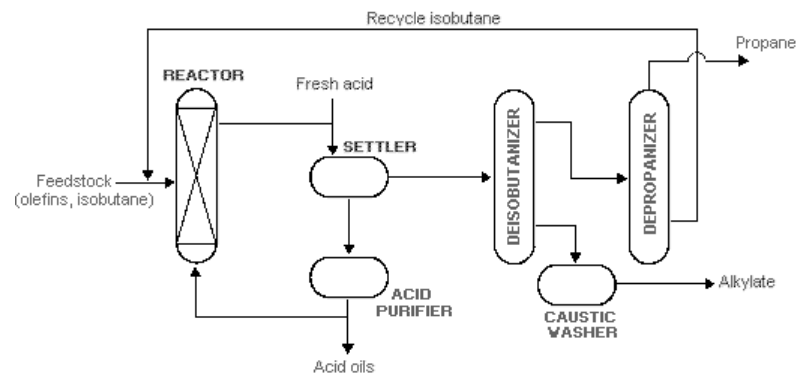 Recycle isobutane
Propane
REACTOR
Fresh acid
SETTLER
Feedstock
(olefins, isobutane)
DEISOBUTANIZER
DEPROPANIZER
ACID
PURIFIER
Alkylate
CAUSTIC
WASHER
Acid oils